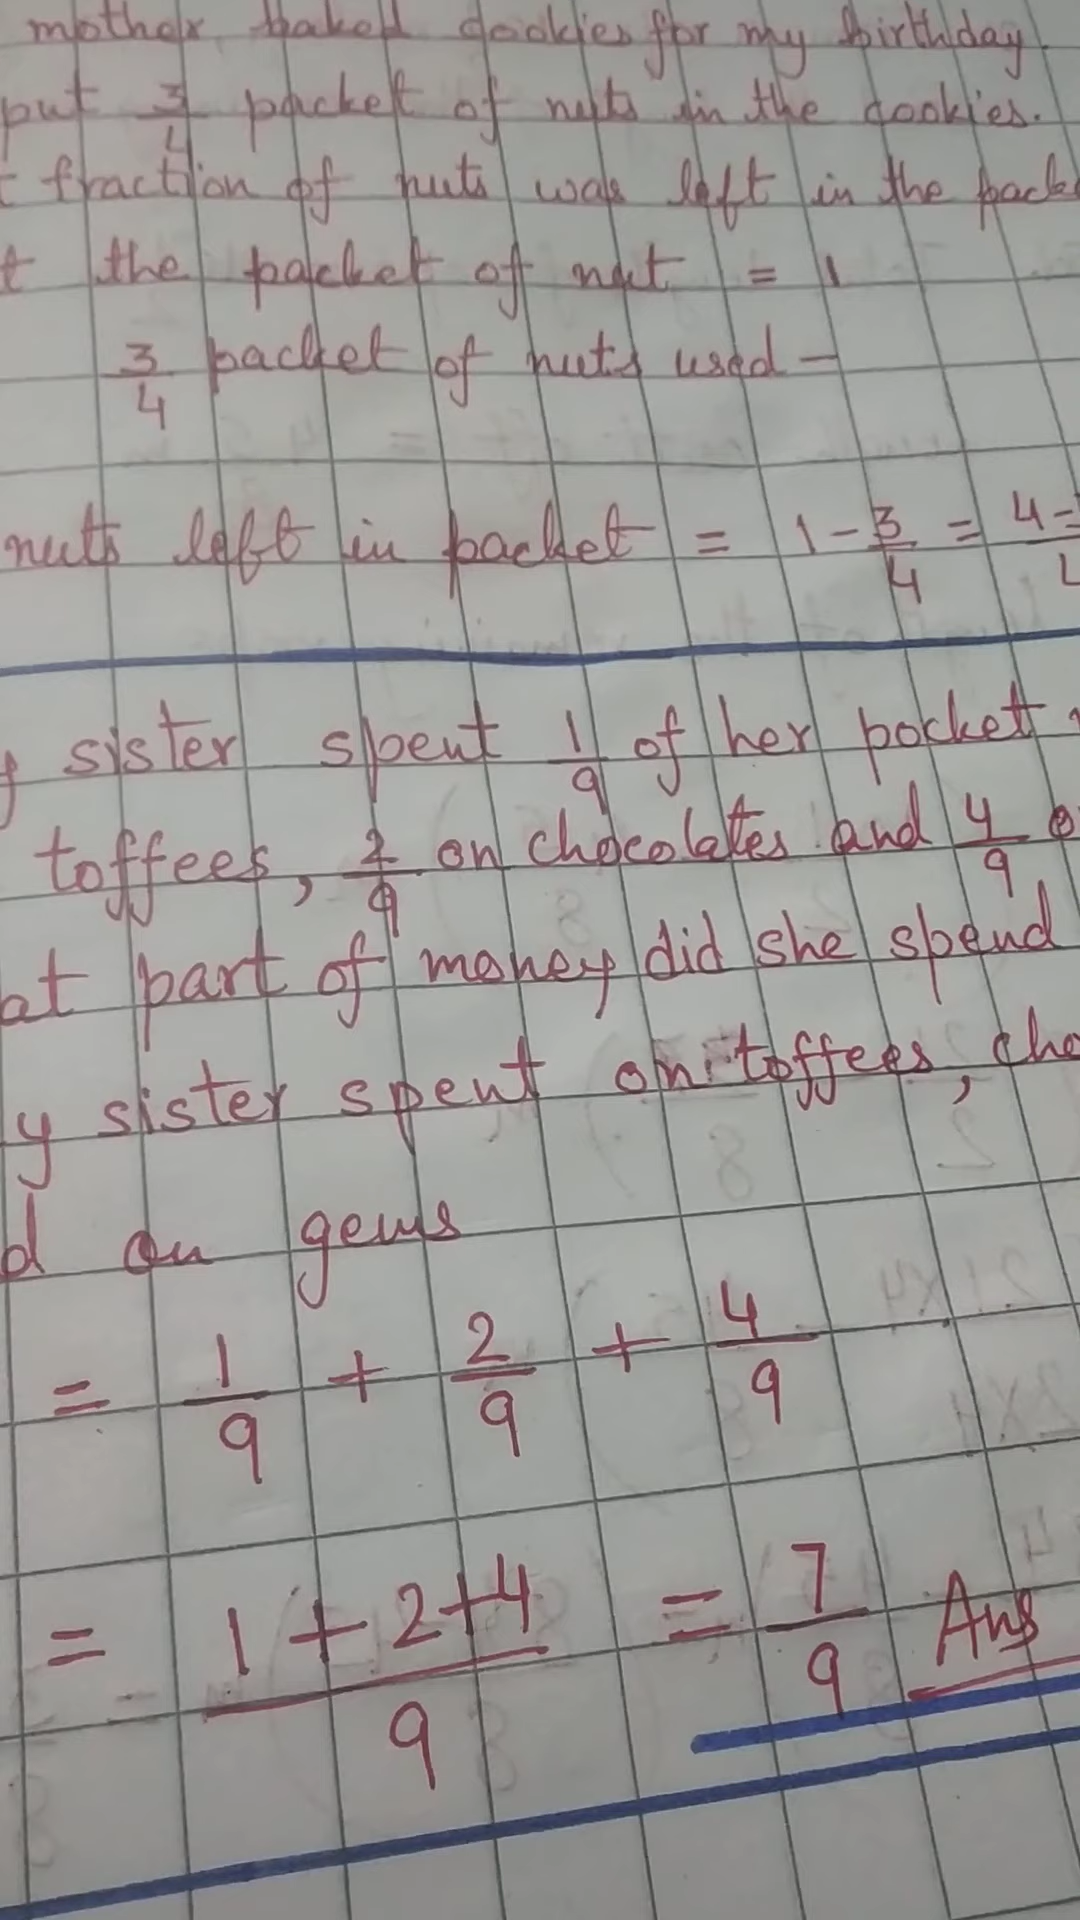 mother baked cookies for my birthday.
put 3/4 packet of nuts in the cookies.
fraction of nuts was left in the pack
the packet of nut = 1
3/4 packet of nuts used -
nuts left in packet = 1 - 3/4 = 4 -
sister spent 1/9 of her pocket
toffees, 2/9 on chocolates and 4/9 o
at part of money did she spend
y sister spent on toffees, cho
d on gems
= 1/9 + 2/9 + 4/9
= 1 + 2 + 4 / 9 = 7/9 Ans